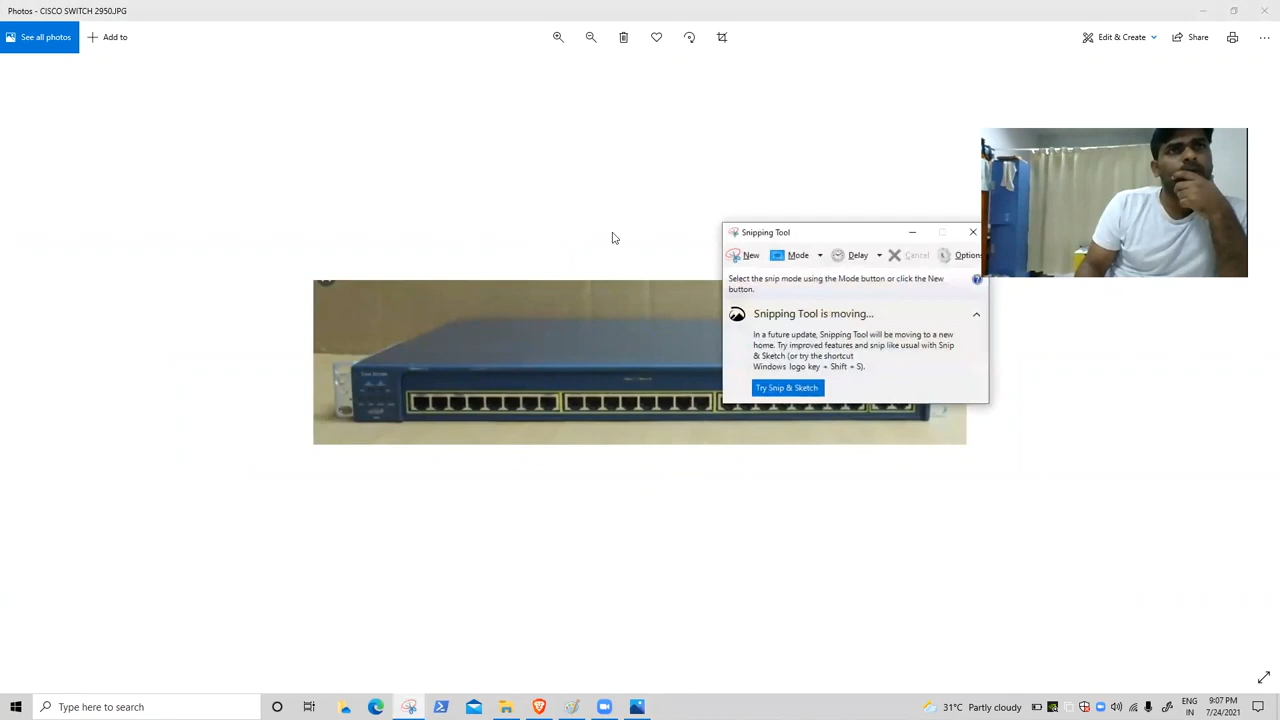 Photos - CISCO SWITCH 2950.JPG
See all photos
Add to
Edit & Create
Share
Snipping Tool
New
Mode
Delay
Cancel
Options
Select the snip mode using the Mode button or click the New
button.
Snipping Tool is moving...
In a future update, Snipping Tool will be moving to a new
home. Try improved features and snip like usual with Snip
& Sketch (or try the shortcut
Windows logo key + Shift + S).
Try Snip & Sketch
Type here to search
31°C Partly cloudy
ENG
IN
9:07 PM
7/24/2021